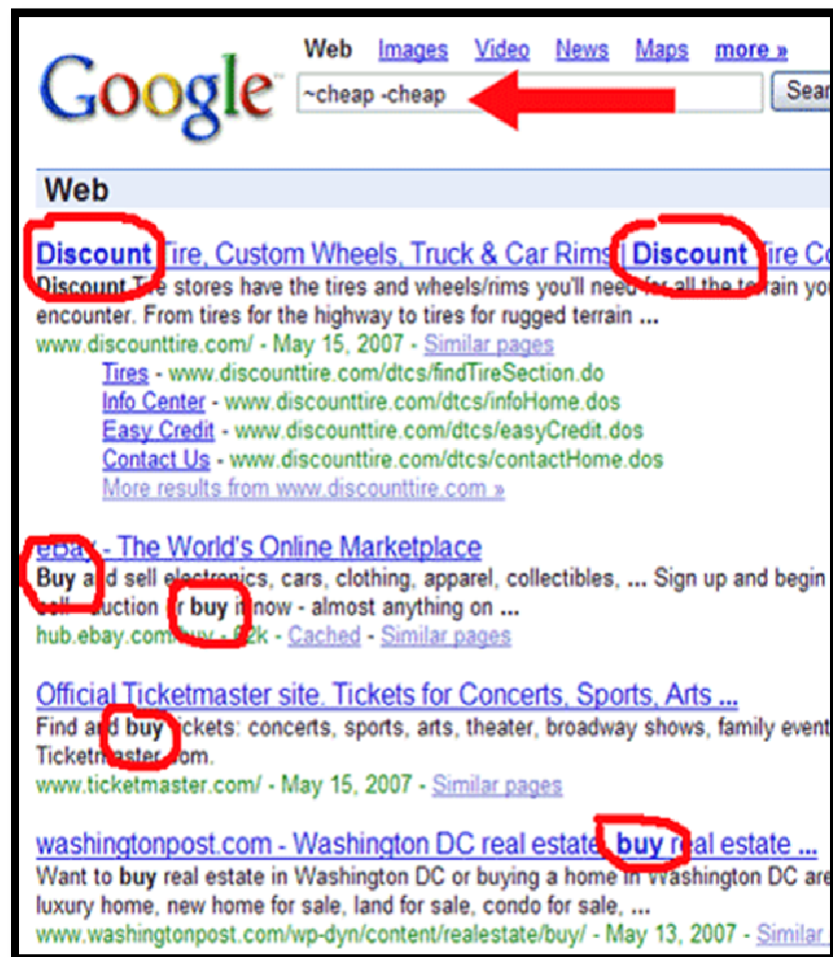 Web Images Video News Maps more »
Google
~cheap -cheap
Web
Discount Tire, Custom Wheels, Truck & Car Rims | Discount Tire
Discount Tire stores have the tires and wheels/rims you'll need for all the terrain
encounter. From tires for the highway to tires for rugged terrain ...
www.discounttire.com/ - May 15, 2007 - Similar pages
Tires - www.discounttire.com/dtcs/findTireSection.do
Info Center - www.discounttire.com/dtcs/infoHome.dos
Easy Credit - www.discounttire.com/dtcs/easyCredit.dos
Contact Us - www.discounttire.com/dtcs/contactHome.dos
More results from www.discounttire.com »
eBay - The World's Online Marketplace
Buy and sell electronics, cars, clothing, apparel, collectibles, ... Sign up and begin
sell - auction or buy it now - almost anything on ...
hub.ebay.com/buy - 62k - Cached - Similar pages
Official Ticketmaster site. Tickets for Concerts, Sports, Arts ...
Find and buy tickets: concerts, sports, arts, theater, broadway shows, family
Ticketmaster.com.
www.ticketmaster.com/ - May 15, 2007 - Similar pages
washingtonpost.com - Washington DC real estate, buy real estate ...
Want to buy real estate in Washington DC or buying a home in Washington DC are
luxury home, new home for sale, land for sale, condo for sale, ...
www.washingtonpost.com/wp-dyn/content/realestate/buy/ - May 13, 2007 - Similar